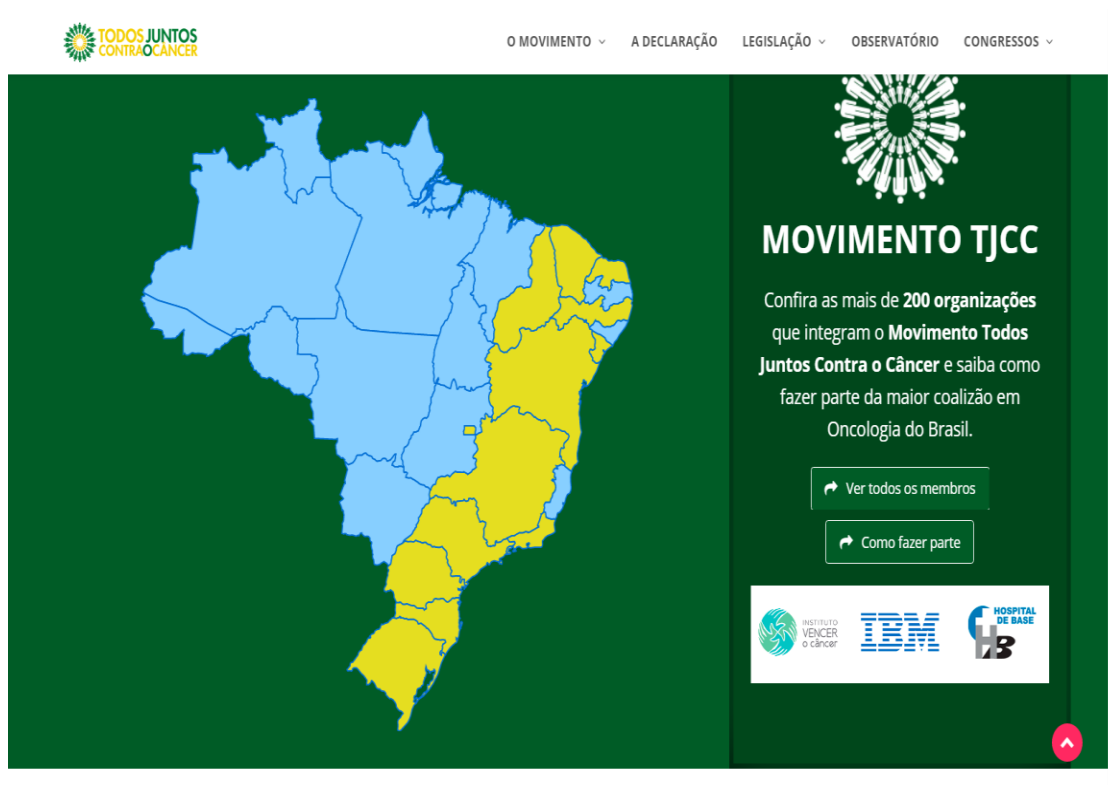 TODOS JUNTOS
CONTRA O CÂNCER
O MOVIMENTO
A DECLARAÇÃO
LEGISLAÇÃO
OBSERVATÓRIO
CONGRESSOS
MOVIMENTO TJCC
Confira as mais de 200 organizações
que integram o Movimento Todos
Juntos Contra o Câncer e saiba como
fazer parte da maior coalizão em
Oncologia do Brasil.
Ver todos os membros
Como fazer parte
INSTITUTO
VENCER
o câncer
IBM
HOSPITAL
DE BASE
HB